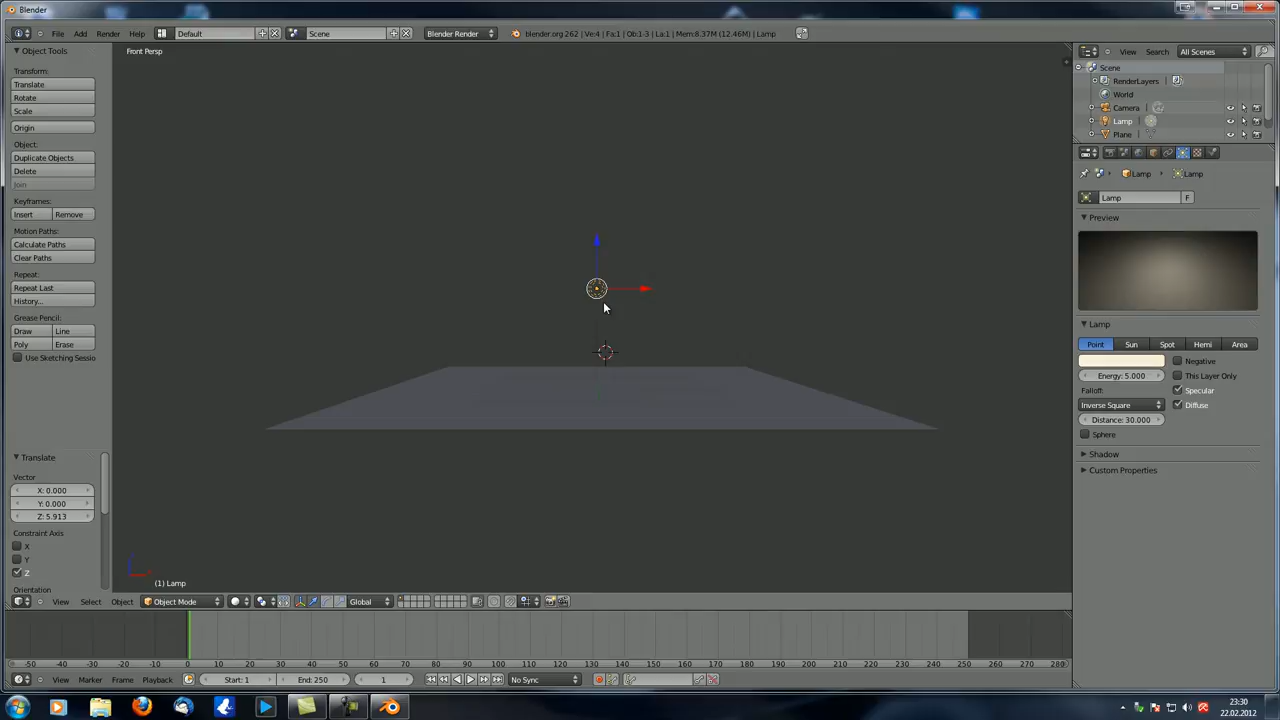 Blender
File Add Render Help Default Scene Blender Render blender.org 262 | Ve:4 | Fa:1 | Ob:1-3 | La:1 | Mem:8.37M (12.46M) | Lamp
Object Tools
Transform:
Translate
Rotate
Scale
Origin
Object:
Duplicate Objects
Delete
Join
Keyframes:
Insert Remove
Motion Paths:
Calculate Paths
Clear Paths
Repeat:
Repeat Last
History...
Grease Pencil:
Draw Line
Poly Erase
Use Sketching Sessio
Translate
Vector
X: 0.000
Y: 0.000
Z: 5.913
Constraint Axis
X
Y
Z
Orientation
Front Persp
(1) Lamp
View Select Object Object Mode Global
-50 -40 -30 -20 -10 0 10 20 30 40 50 60 70 80 90 100 110 120 130 140 150 160 170 180 190 200 210 220 230 240 250 260 270 280
View Marker Frame Playback Start: 1 End: 250 1 No Sync
View Search All Scenes
Scene
RenderLayers
World
Camera
Lamp
Plane
Lamp Lamp
Lamp F
Preview
Lamp
Point Sun Spot Hemi Area
Negative
Energy: 5.000 This Layer Only
Falloff: Specular
Inverse Square Diffuse
Distance: 30.000
Sphere
Shadow
Custom Properties
23:30
22.02.2012